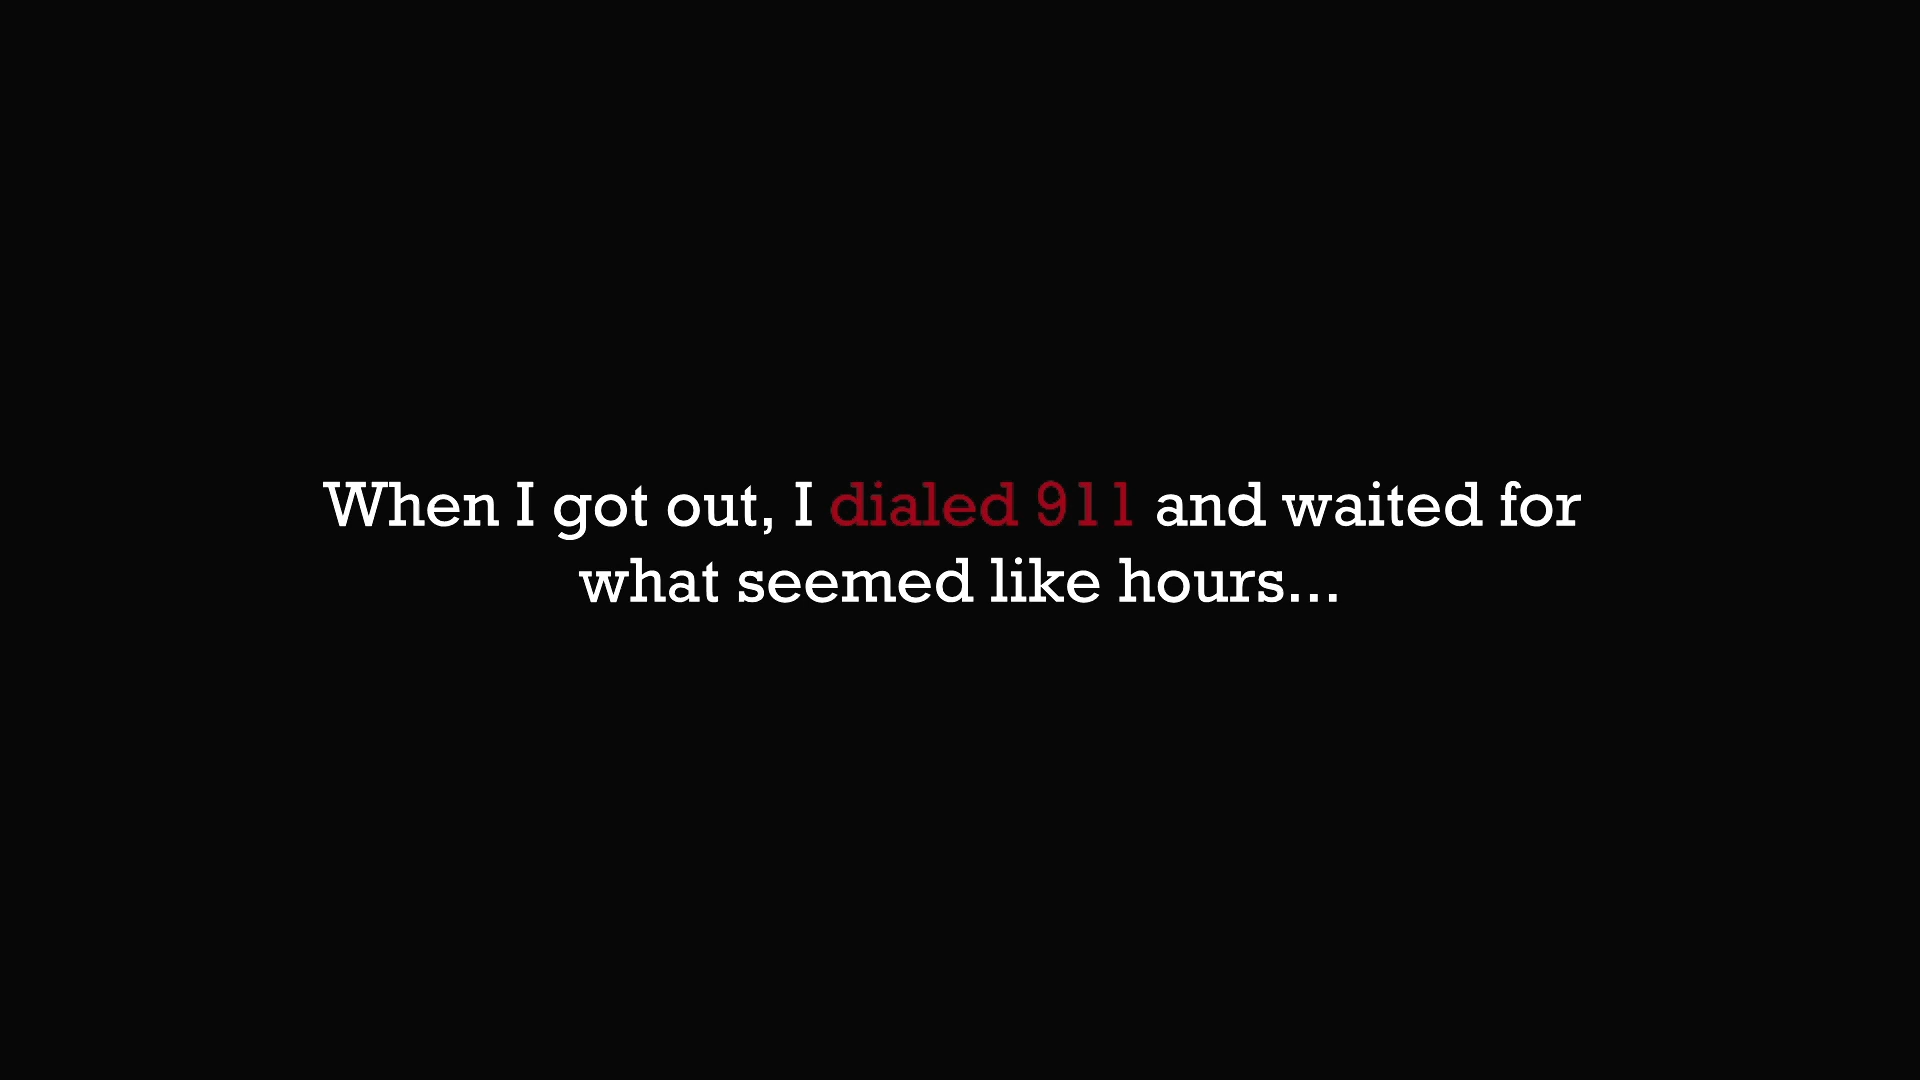 When I got out, I dialed 911 and waited for
what seemed like hours...